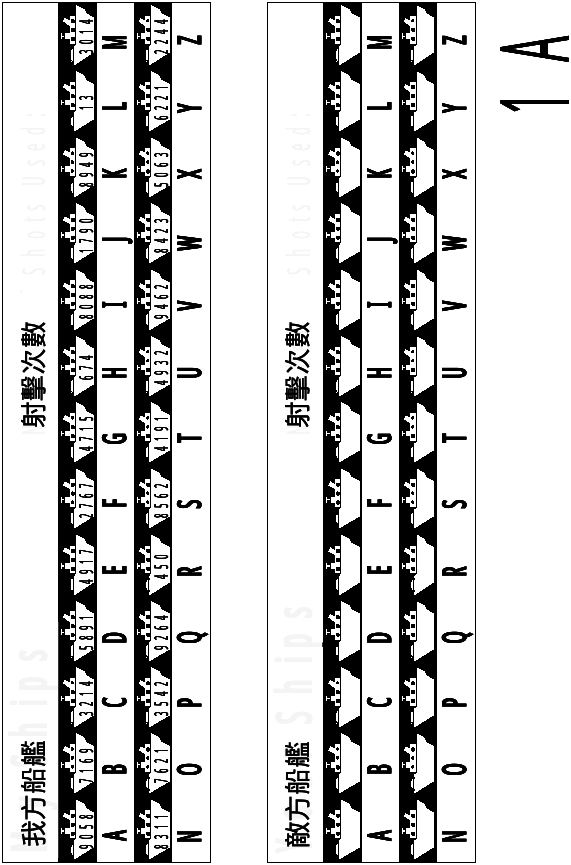 我方船艦 射擊次數
Ships Shots Used:
9058 7169 3214 5891 4917 2767 4715 674 8088 1790 8949 13 3014
A B C D E F G H I J K L M
8311 7621 3542 9264 450 8562 4191 4932 9462 8423 5063 6221 2244
N O P Q R S T U V W X Y Z
敵方船艦 射擊次數
Ships Shots Used:
A B C D E F G H I J K L M
N O P Q R S T U V W X Y Z
1A